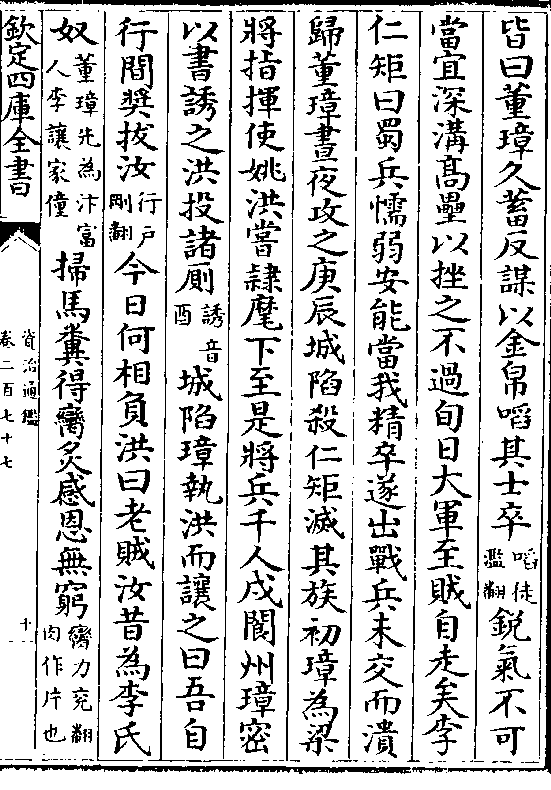 皆曰董璋久蓄反謀以金帛㗖其士卒㗖徒濫翻鋭氣不可
當宜深溝髙壘以挫之不過旬日大軍至賊自走矣李
仁矩曰蜀兵懦弱安能當我精卒遂出戰兵未交而潰
歸董璋晝夜攻之庚辰城陷殺仁矩滅其族初璋為梁
將指揮使姚洪嘗隷麾下至是將兵千人戍閬州璋宻
以書誘之洪投諸厠誘音酉城陷璋執洪而讓之曰吾自
行間奬拔汝行户剛翻今日何相負洪曰老賊汝昔為李氏
奴董璋先為汴富人李讓家僮掃馬糞得臠炙感恩無窮臠力兖翻肉作片也
欽定四庫全書
資治通鑑
卷二百七十七
十一